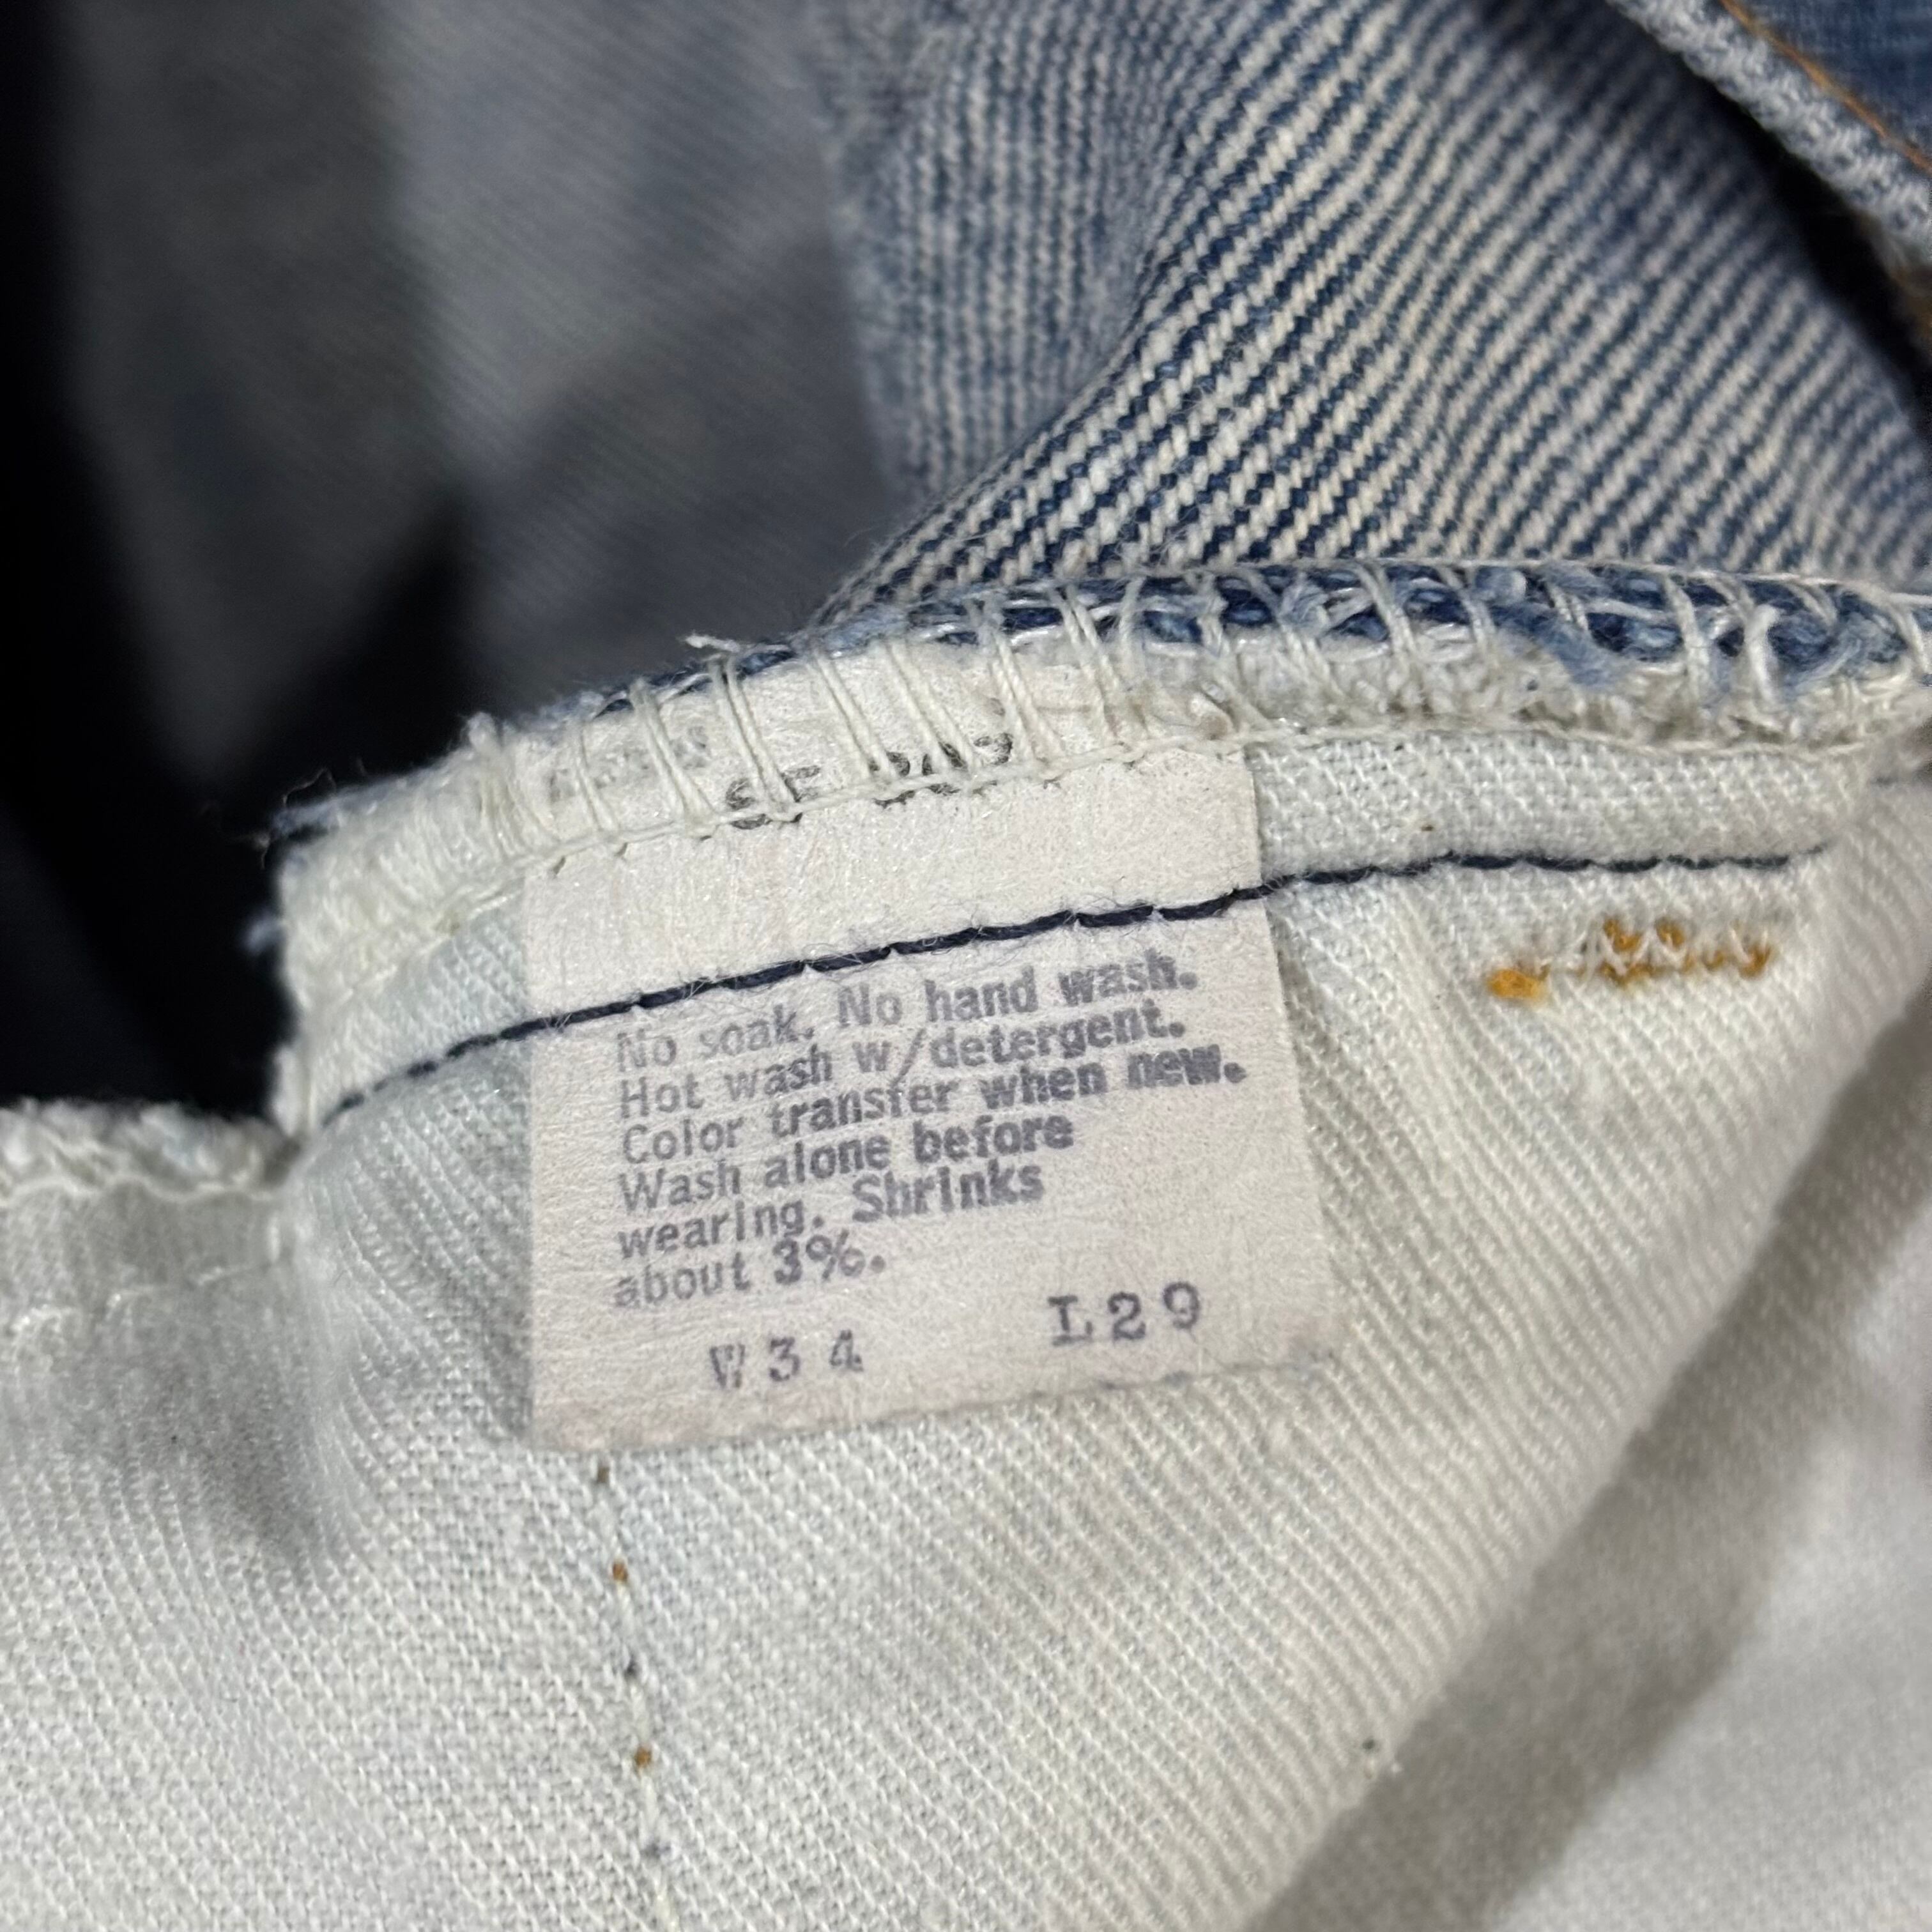 No soak. No hand wash.
Hot wash w/detergent.
Color transfer when new.
Wash alone before
wearing. Shrinks
about 3%.
W34 L29